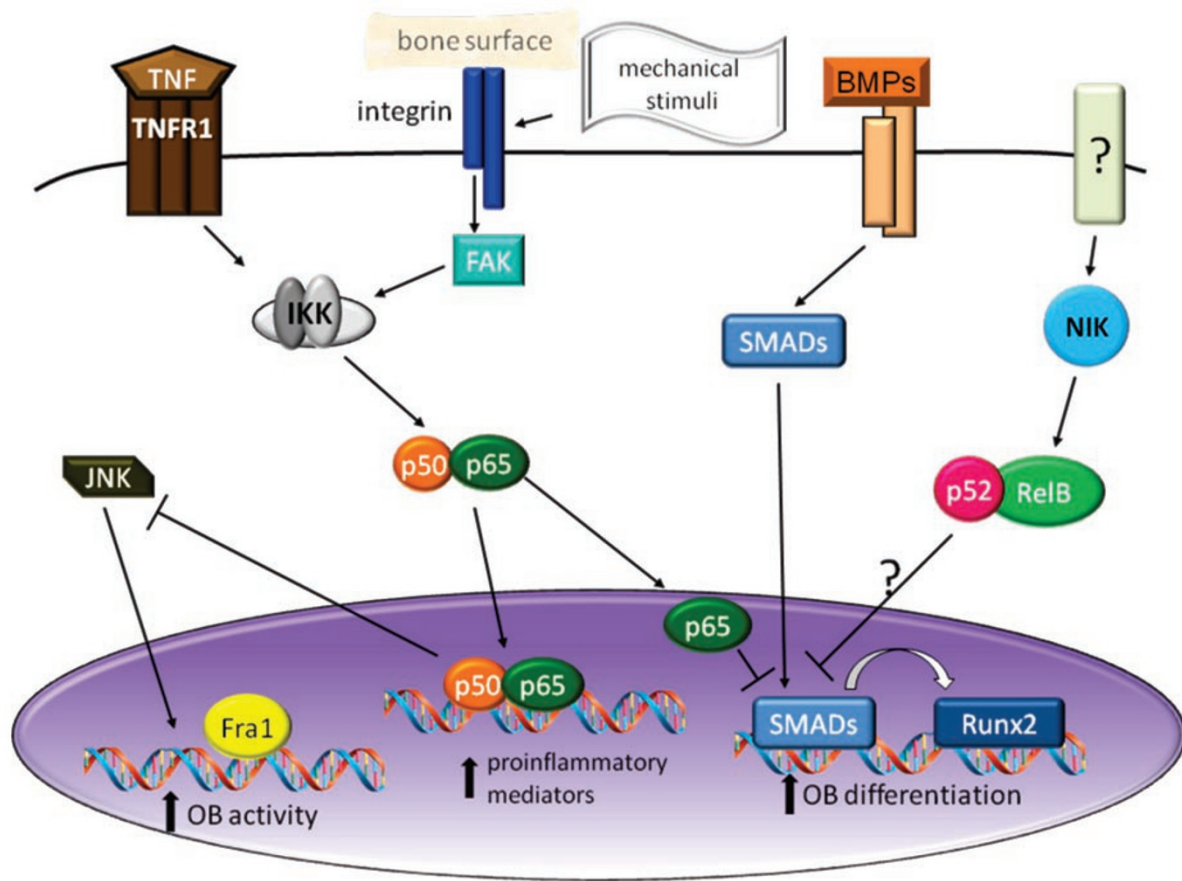 TNF
TNFR1
bone surface
integrin
mechanical
stimuli
BMPs
?
FAK
IKK
SMADs
NIK
JNK
p50
p65
p52
RelB
?
p65
p50
p65
Fra1
SMADs
Runx2
OB activity
proinflammatory
mediators
OB differentiation